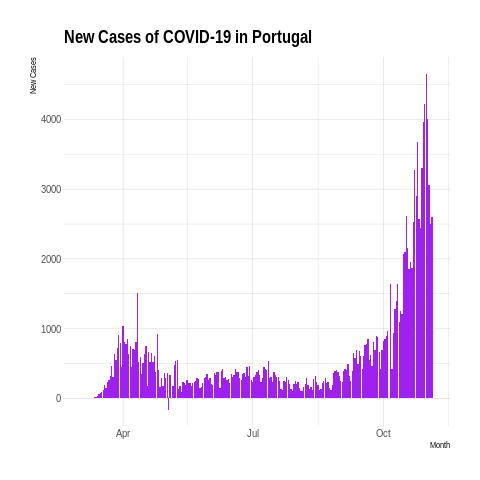 New Cases of COVID-19 in Portugal
New Cases
4000
3000
2000
1000
0
Apr
Jul
Oct
Month